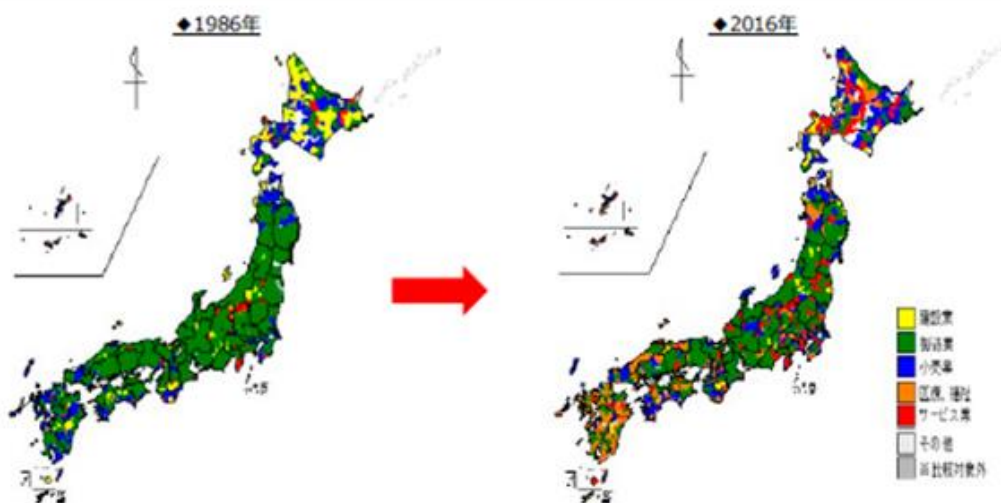 ◆1986年
◆2016年
建設業
製造業
小売業
医療、福祉
サービス業
その他
※比較対象外